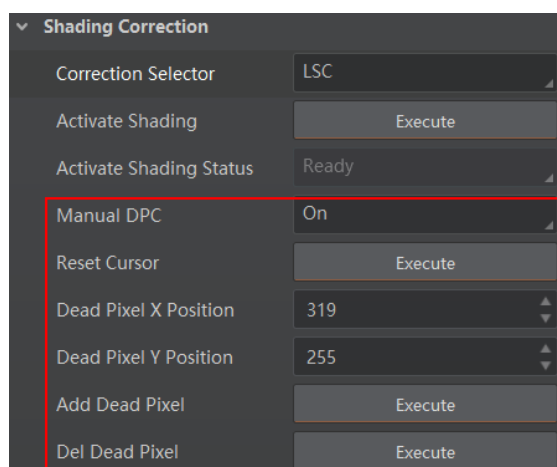 Shading Correction
Correction Selector LSC
Activate Shading Execute
Activate Shading Status Ready
Manual DPC On
Reset Cursor Execute
Dead Pixel X Position 319
Dead Pixel Y Position 255
Add Dead Pixel Execute
Del Dead Pixel Execute